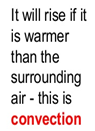 It will rise if it
is warmer
than the
surrounding
air - this is
convection